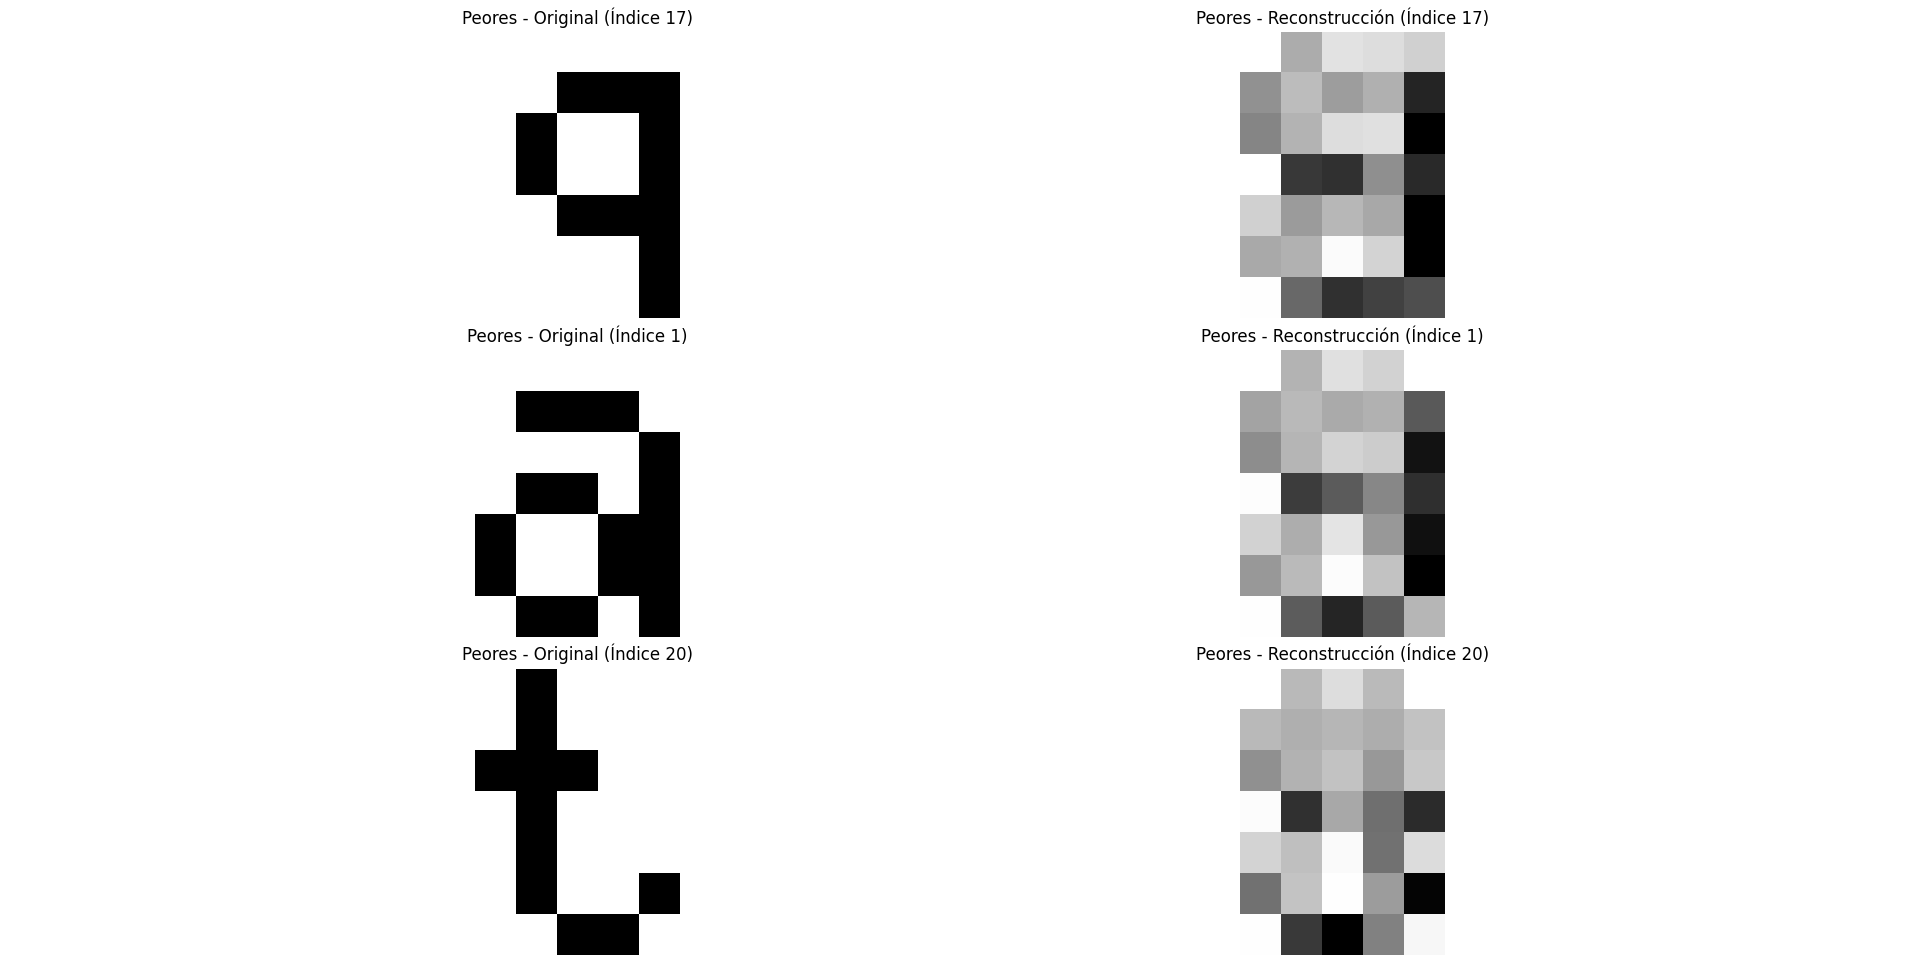 Peores - Original (Índice 17)
Peores - Reconstrucción (Índice 17)
q
Peores - Original (Índice 1)
Peores - Reconstrucción (Índice 1)
a
Peores - Original (Índice 20)
Peores - Reconstrucción (Índice 20)
t